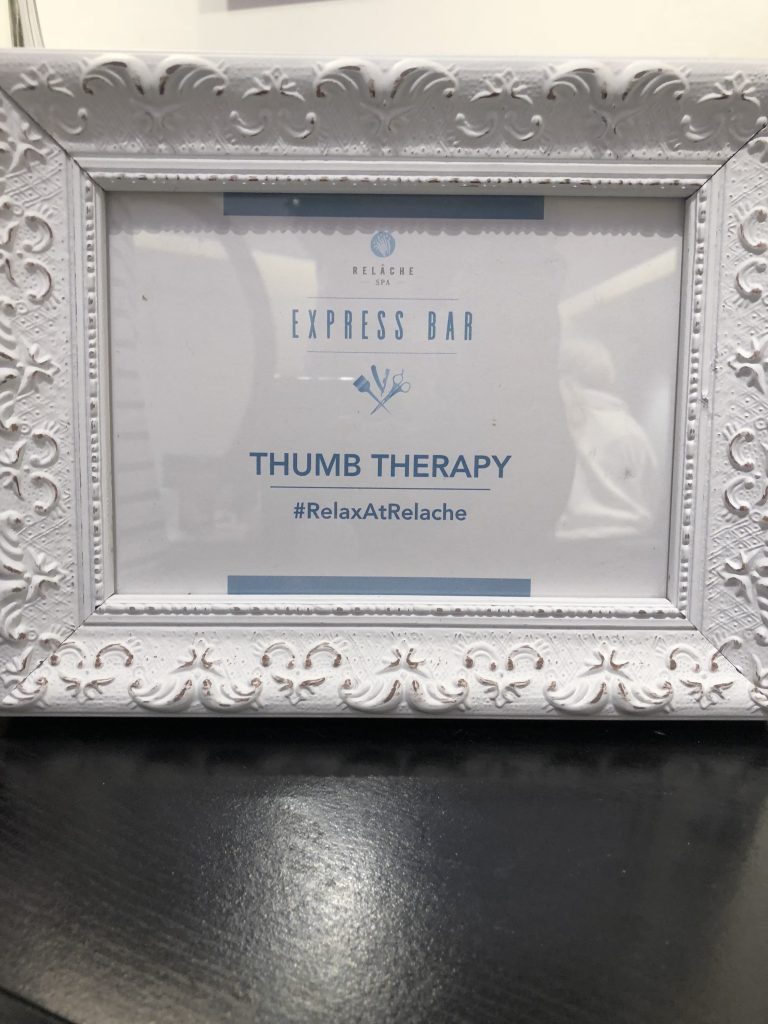 RELÂCHE
SPA
EXPRESS BAR
THUMB THERAPY
#RelaxAtRelache